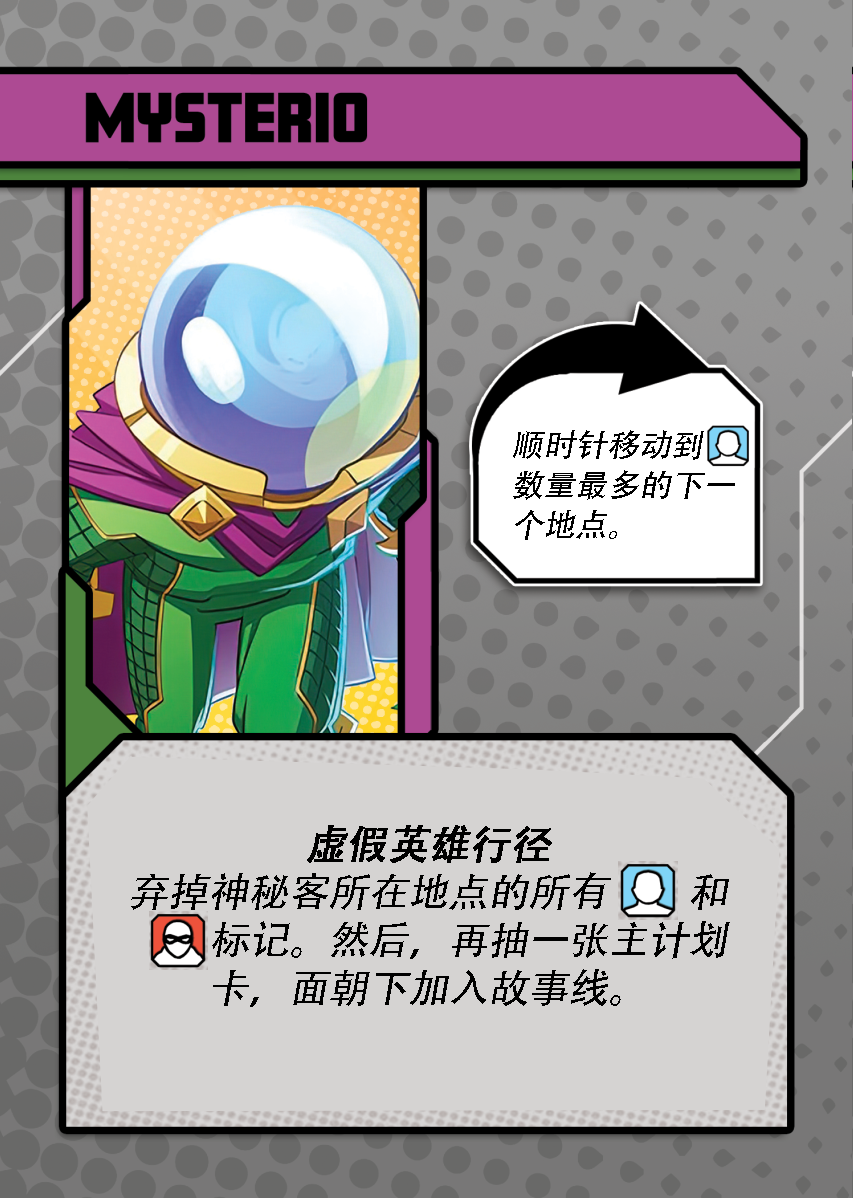 MYSTERIO
顺时针移动到
数量最多的下一
个地点。
虚假英雄行径
弃掉神秘客所在地点的所有 和
标记。然后，再抽一张主计划
卡，面朝下加入故事线。